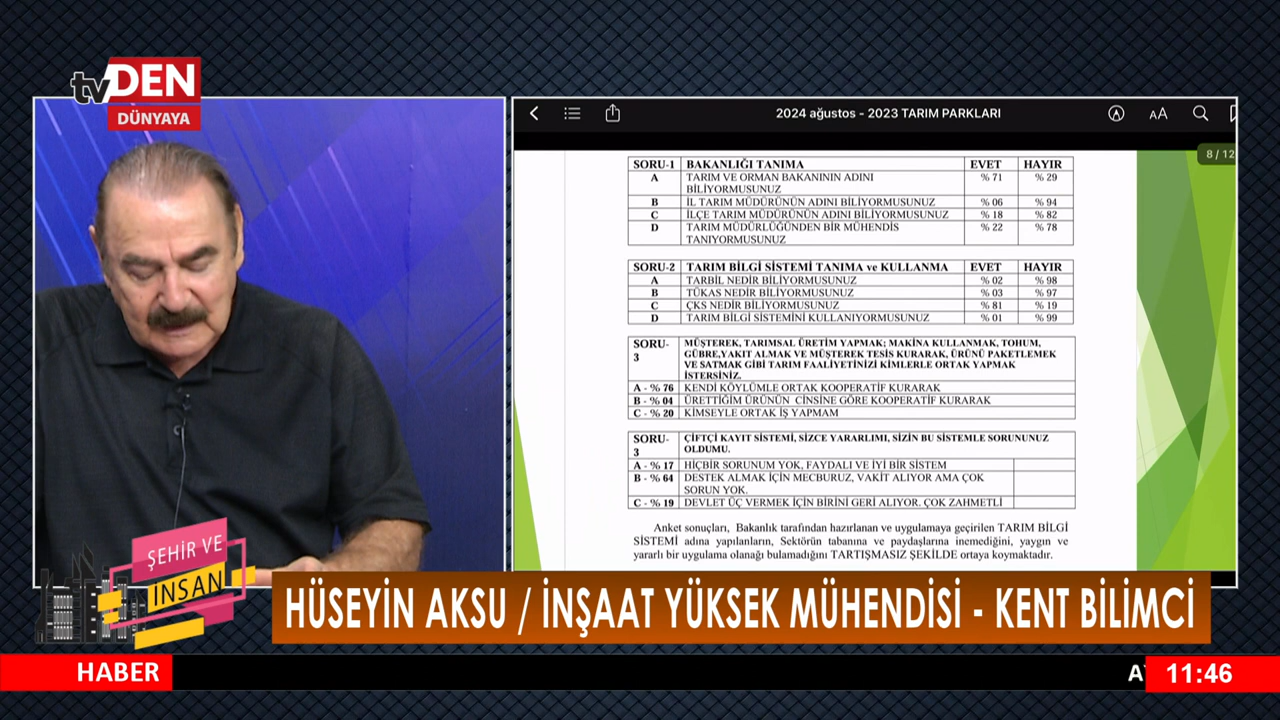 tvDEN
DÜNYAYA
2024 ağustos - 2023 TARIM PARKLARI
AA
8 / 12
SORU-1 BAKANLIĞI TANIMA EVET HAYIR
A TARIM VE ORMAN BAKANININ ADINI
BİLİYORMUSUNUZ % 71 % 29
B İL TARIM MÜDÜRÜNÜN ADINI BİLİYORMUSUNUZ % 06 % 94
C İLÇE TARIM MÜDÜRÜNÜN ADINI BİLİYORMUSUNUZ % 18 % 82
D TARIM MÜDÜRLÜĞÜNDEN BİR MÜHENDİS
TANIYORMUSUNUZ % 22 % 78
SORU-2 TARIM BİLGİ SİSTEMİ TANIMA ve KULLANMA EVET HAYIR
A TARBİL NEDİR BİLİYORMUSUNUZ % 02 % 98
B TÜKAS NEDİR BİLİYORMUSUNUZ % 03 % 97
C ÇKS NEDİR BİLİYORMUSUNUZ % 81 % 19
D TARIM BİLGİ SİSTEMİNİ KULLANIYORMUSUNUZ % 01 % 99
SORU-
3
MÜŞTEREK, TARIMSAL ÜRETİM YAPMAK; MAKİNA KULLANMAK, TOHUM,
GÜBRE,YAKIT ALMAK VE MÜŞTEREK TESİS KURARAK, ÜRÜNÜ PAKETLEMEK
VE SATMAK GİBİ TARIM FAALİYETİNİZİ KİMLERLE ORTAK YAPMAK
İSTERSİNİZ.
A - % 76 KENDİ KÖYLÜMLE ORTAK KOOPERATİF KURARAK
B - % 04 ÜRETTİĞİM ÜRÜNÜN CİNSİNE GÖRE KOOPERATİF KURARAK
C - % 20 KİMSEYLE ORTAK İŞ YAPMAM
SORU-
3
ÇİFTÇİ KAYIT SİSTEMİ, SİZCE YARARLIMI, SİZİN BU SİSTEMLE SORUNUNUZ
OLDUMU.
A - % 17 HİÇBİR SORUNUM YOK, FAYDALI VE İYİ BİR SİSTEM
B - % 64 DESTEK ALMAK İÇİN MECBURUZ, VAKİT ALIYOR AMA ÇOK
SORUN YOK.
C - % 19 DEVLET ÜÇ VERMEK İÇİN BİRİNİ GERİ ALIYOR. ÇOK ZAHMETLİ
Anket sonuçları, Bakanlık tarafından hazırlanan ve uygulamaya geçirilen TARIM BİLGİ
SİSTEMİ adına yapılanların, Sektörün tabanına ve paydaşlarına inemediğini, yaygın ve
yararlı bir uygulama olanağı bulamadığını TARTIŞMASIZ ŞEKİLDE ortaya koymaktadır.
ŞEHİR VE
İNSAN
HÜSEYİN AKSU / İNŞAAT YÜKSEK MÜHENDİSİ - KENT BİLİMCİ
HABER
11:46